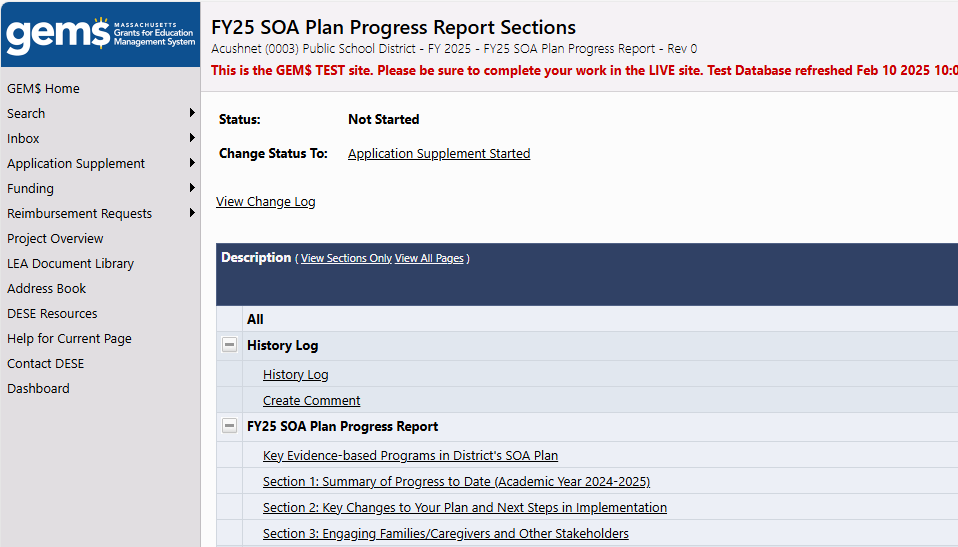 gem$ MASSACHUSETTS
Grants for Education
Management System
FY25 SOA Plan Progress Report Sections
Acushnet (0003) Public School District - FY 2025 - FY25 SOA Plan Progress Report - Rev 0
This is the GEM$ TEST site. Please be sure to complete your work in the LIVE site. Test Database refreshed Feb 10 2025 10:0
GEM$ Home
Search
Inbox
Application Supplement
Funding
Reimbursement Requests
Project Overview
LEA Document Library
Address Book
DESE Resources
Help for Current Page
Contact DESE
Dashboard
Status: Not Started
Change Status To: Application Supplement Started
View Change Log
Description ( View Sections Only View All Pages )
All
History Log
History Log
Create Comment
FY25 SOA Plan Progress Report
Key Evidence-based Programs in District's SOA Plan
Section 1: Summary of Progress to Date (Academic Year 2024-2025)
Section 2: Key Changes to Your Plan and Next Steps in Implementation
Section 3: Engaging Families/Caregivers and Other Stakeholders